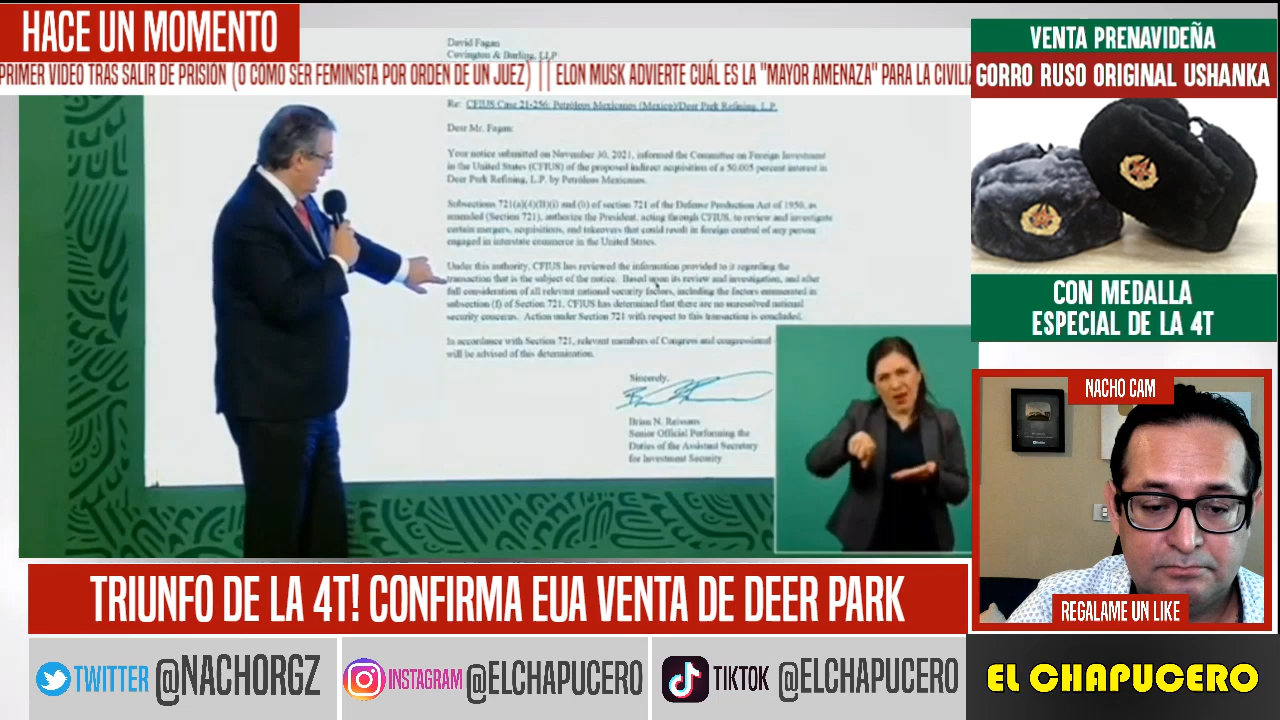 HACE UN MOMENTO
David Fagan
Covington & Burling, LLP
PRIMER VIDEO TRAS SALIR DE PRISIÓN (O CÓMO SER FEMINISTA POR ORDEN DE UN JUEZ) || ELON MUSK ADVIERTE CUÁL ES LA "MAYOR AMENAZA" PARA LA CIVILIZ
Re: CFIUS Case 21-256: Petróleos Mexicanos (Mexico)/Deer Park Refining, L.P.
Dear Mr. Fagan:
Your notice submitted on November 30, 2021, informed the Committee on Foreign Investment
in the United States (CFIUS) of the proposed indirect acquisition of a 50.005 percent interest in
Deer Park Refining, L.P. by Petróleos Mexicanos.
Subsections 721(a)(4)(B)(i) and (b) of section 721 of the Defense Production Act of 1950, as
amended (Section 721), authorize the President, acting through CFIUS, to review and investigate
certain mergers, acquisitions, and takeovers that could result in foreign control of any person
engaged in interstate commerce in the United States.
Under this authority, CFIUS has reviewed the information provided to it regarding the
transaction that is the subject of the notice. Based upon its review and investigation, and after
full consideration of all relevant national security factors, including the factors enumerated in
subsection (f) of Section 721, CFIUS has determined that there are no unresolved national
security concerns. Action under Section 721 with respect to this transaction is concluded.
In accordance with Section 721, relevant members of Congress and congressional
will be advised of this determination.
Sincerely,
Brian N. Reissaus
Senior Official Performing the
Duties of the Assistant Secretary
for Investment Security
VENTA PRENAVIDEÑA
GORRO RUSO ORIGINAL USHANKA
CON MEDALLA
ESPECIAL DE LA 4T
NACHO CAM
REGALAME UN LIKE
TRIUNFO DE LA 4T! CONFIRMA EUA VENTA DE DEER PARK
TWITTER @NACHORGZ
INSTAGRAM @ELCHAPUCERO
TIKTOK @ELCHAPUCERO
EL CHAPUCERO